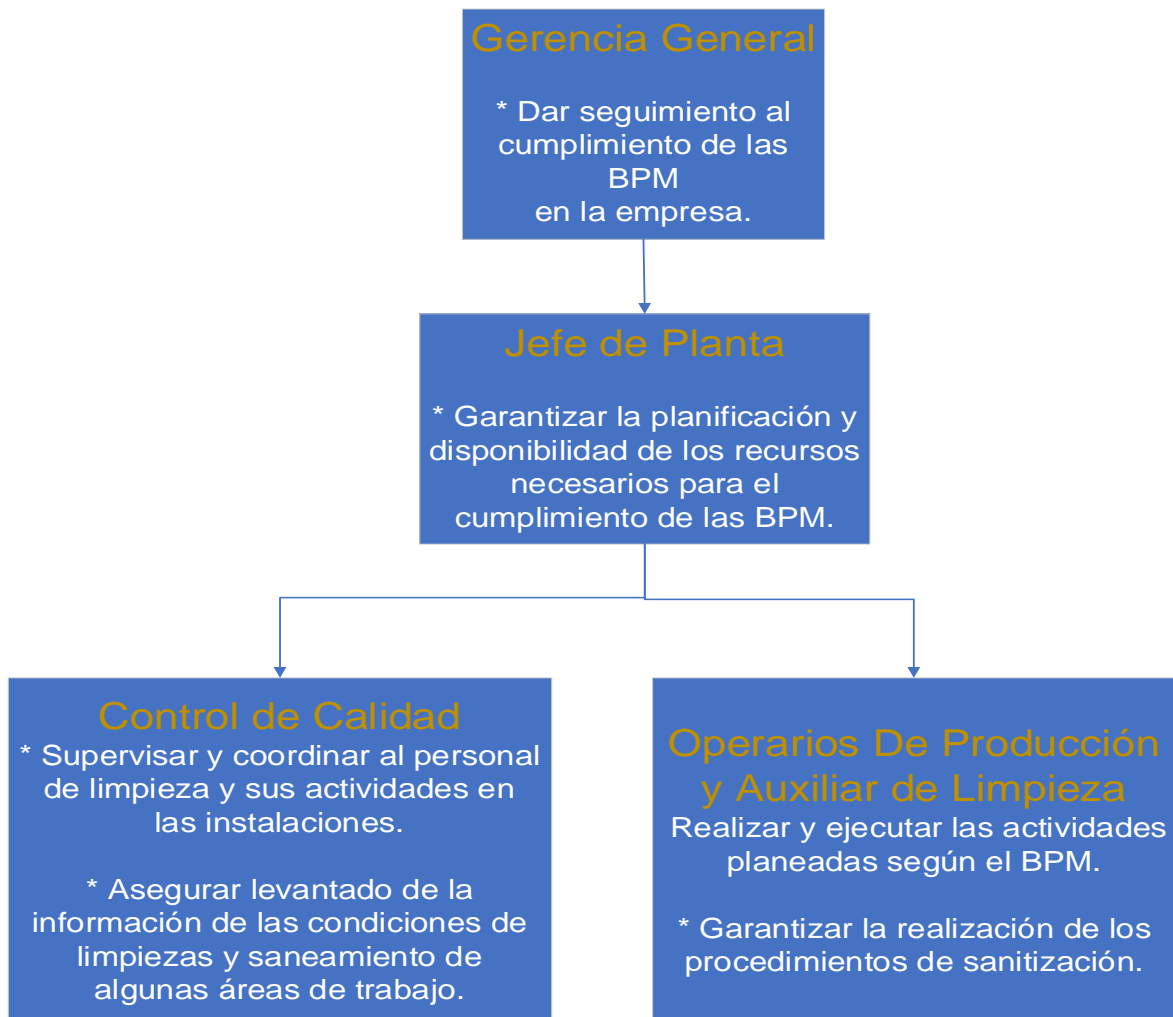 Gerencia General
* Dar seguimiento al
cumplimiento de las
BPM
en la empresa.
Jefe de Planta
* Garantizar la planificación y
disponibilidad de los recursos
necesarios para el
cumplimiento de las BPM.
Control de Calidad
* Supervisar y coordinar al personal
de limpieza y sus actividades en
las instalaciones.
* Asegurar levantado de la
información de las condiciones de
limpiezas y saneamiento de
algunas áreas de trabajo.
Operarios De Producción
y Auxiliar de Limpieza
Realizar y ejecutar las actividades
planeadas según el BPM.
* Garantizar la realización de los
procedimientos de sanitización.